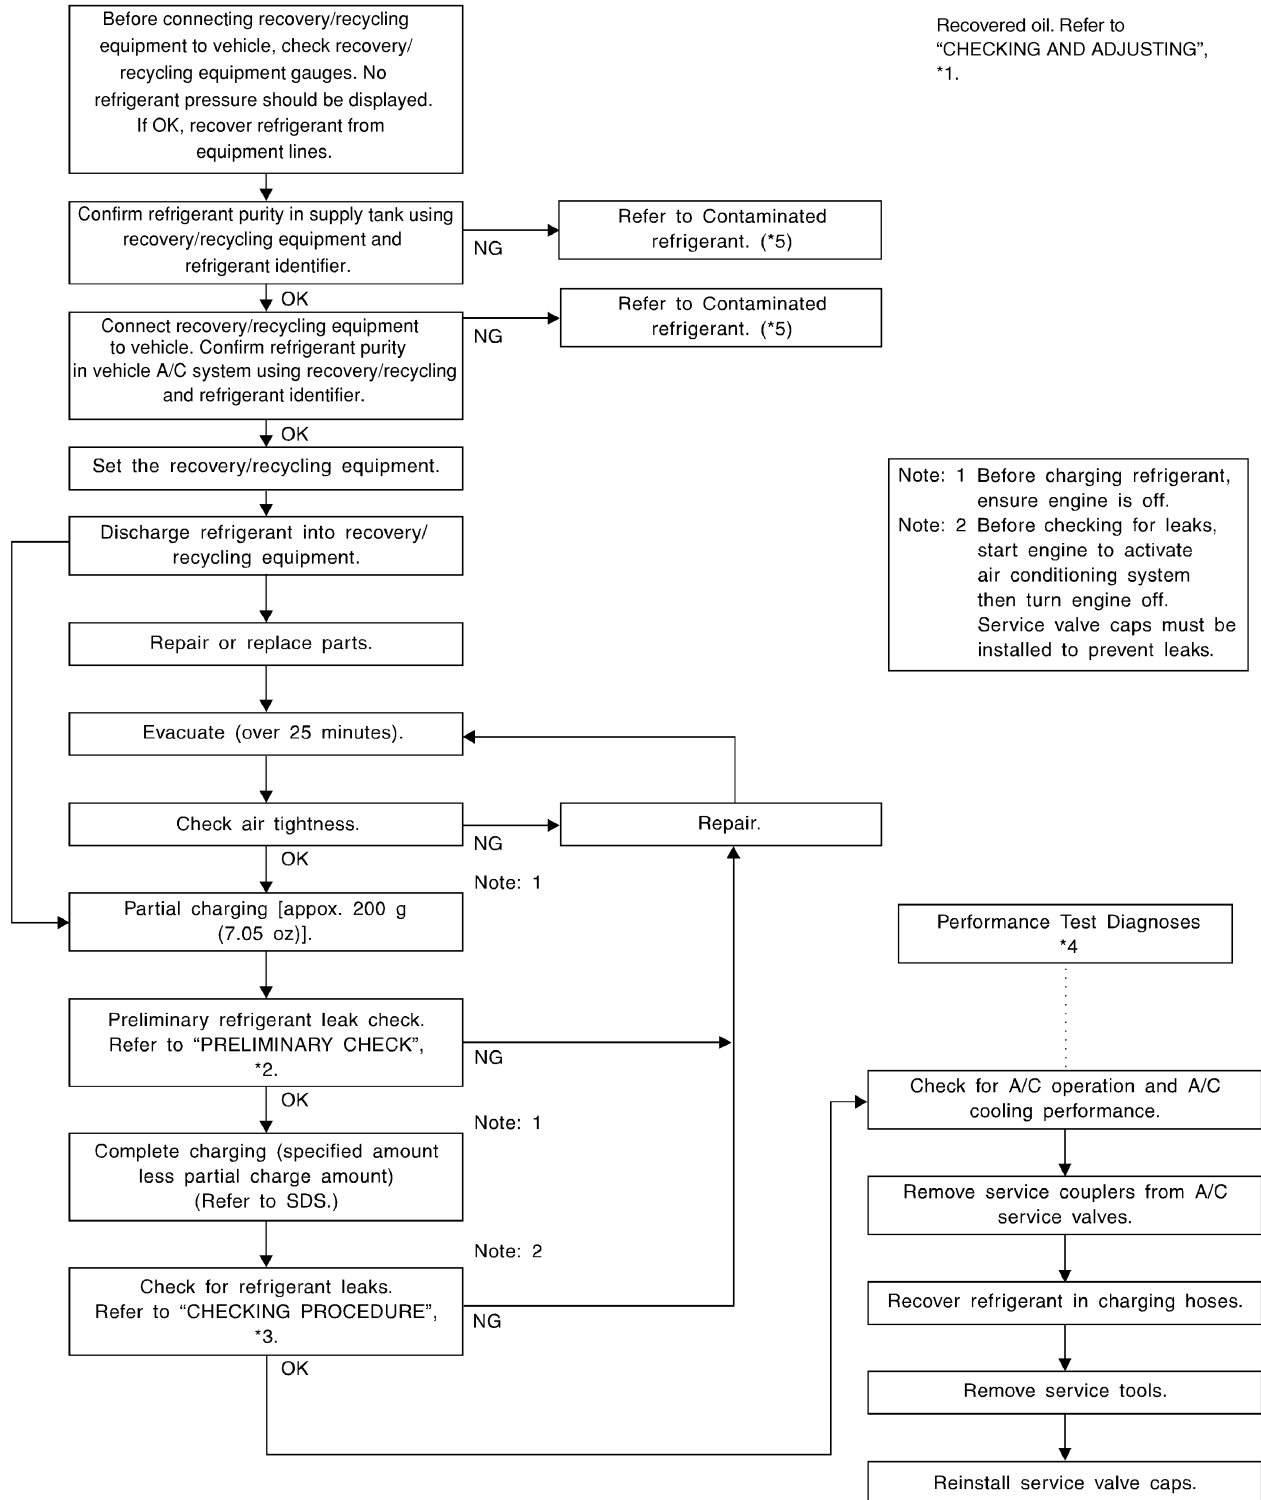 Before connecting recovery/recycling
equipment to vehicle, check recovery/
recycling equipment gauges. No
refrigerant pressure should be displayed.
If OK, recover refrigerant from
equipment lines.
Recovered oil. Refer to
“CHECKING AND ADJUSTING”,
*1.
Confirm refrigerant purity in supply tank using
recovery/recycling equipment and
refrigerant identifier.
NG
Refer to Contaminated
refrigerant. (*5)
OK
Connect recovery/recycling equipment
to vehicle. Confirm refrigerant purity
in vehicle A/C system using recovery/recycling
and refrigerant identifier.
NG
Refer to Contaminated
refrigerant. (*5)
OK
Set the recovery/recycling equipment.
Discharge refrigerant into recovery/
recycling equipment.
Note: 1 Before charging refrigerant,
ensure engine is off.
Note: 2 Before checking for leaks,
start engine to activate
air conditioning system
then turn engine off.
Service valve caps must be
installed to prevent leaks.
Repair or replace parts.
Evacuate (over 25 minutes).
Check air tightness.
NG
Repair.
OK
Note: 1
Partial charging [appox. 200 g
(7.05 oz)].
Preliminary refrigerant leak check.
Refer to “PRELIMINARY CHECK”,
*2.
NG
OK
Note: 1
Complete charging (specified amount
less partial charge amount)
(Refer to SDS.)
Note: 2
Check for refrigerant leaks.
Refer to “CHECKING PROCEDURE”,
*3.
NG
OK
Performance Test Diagnoses
*4
Check for A/C operation and A/C
cooling performance.
Remove service couplers from A/C
service valves.
Recover refrigerant in charging hoses.
Remove service tools.
Reinstall service valve caps.